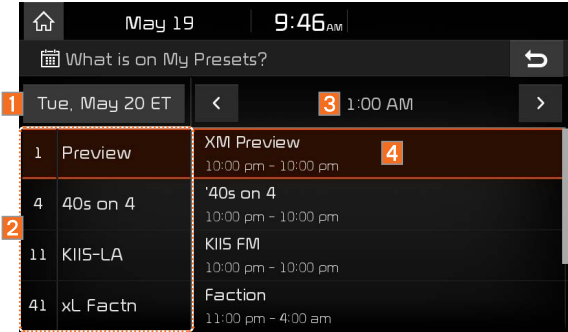 May 19
9:46AM
What is on My Presets?
1
Tue, May 20 ET
<
3
1:00 AM
>
2
1 Preview
XM Preview
10:00 pm - 10:00 pm
4
4 40s on 4
'40s on 4
10:00 pm - 10:00 pm
11 KIIS-LA
KIIS FM
10:00 pm - 10:00 pm
41 xL Factn
Faction
11:00 pm - 4:00 am